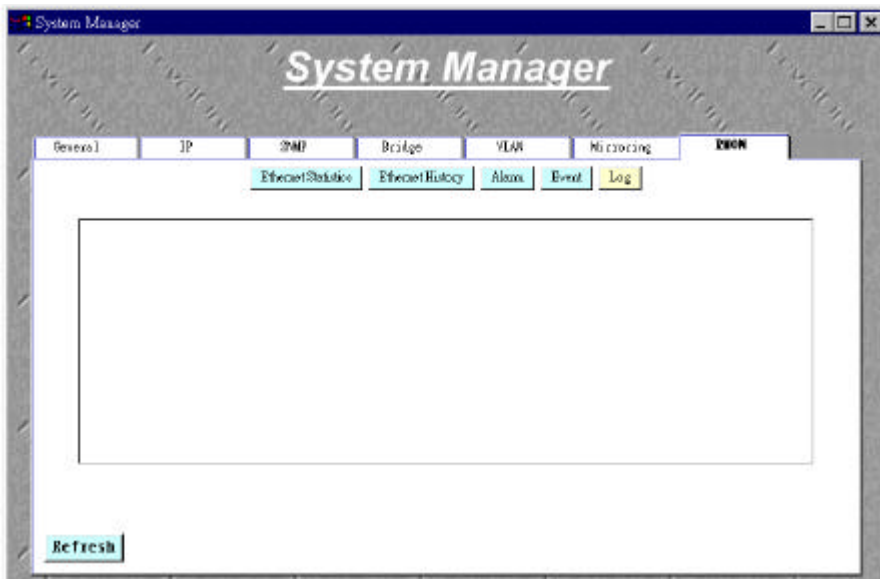 System Manager
System Manager
General IP SNMP Bridge VLAN Mirroring RMON
Ethernet Statistics Ethernet History Alarm Event Log
Refresh